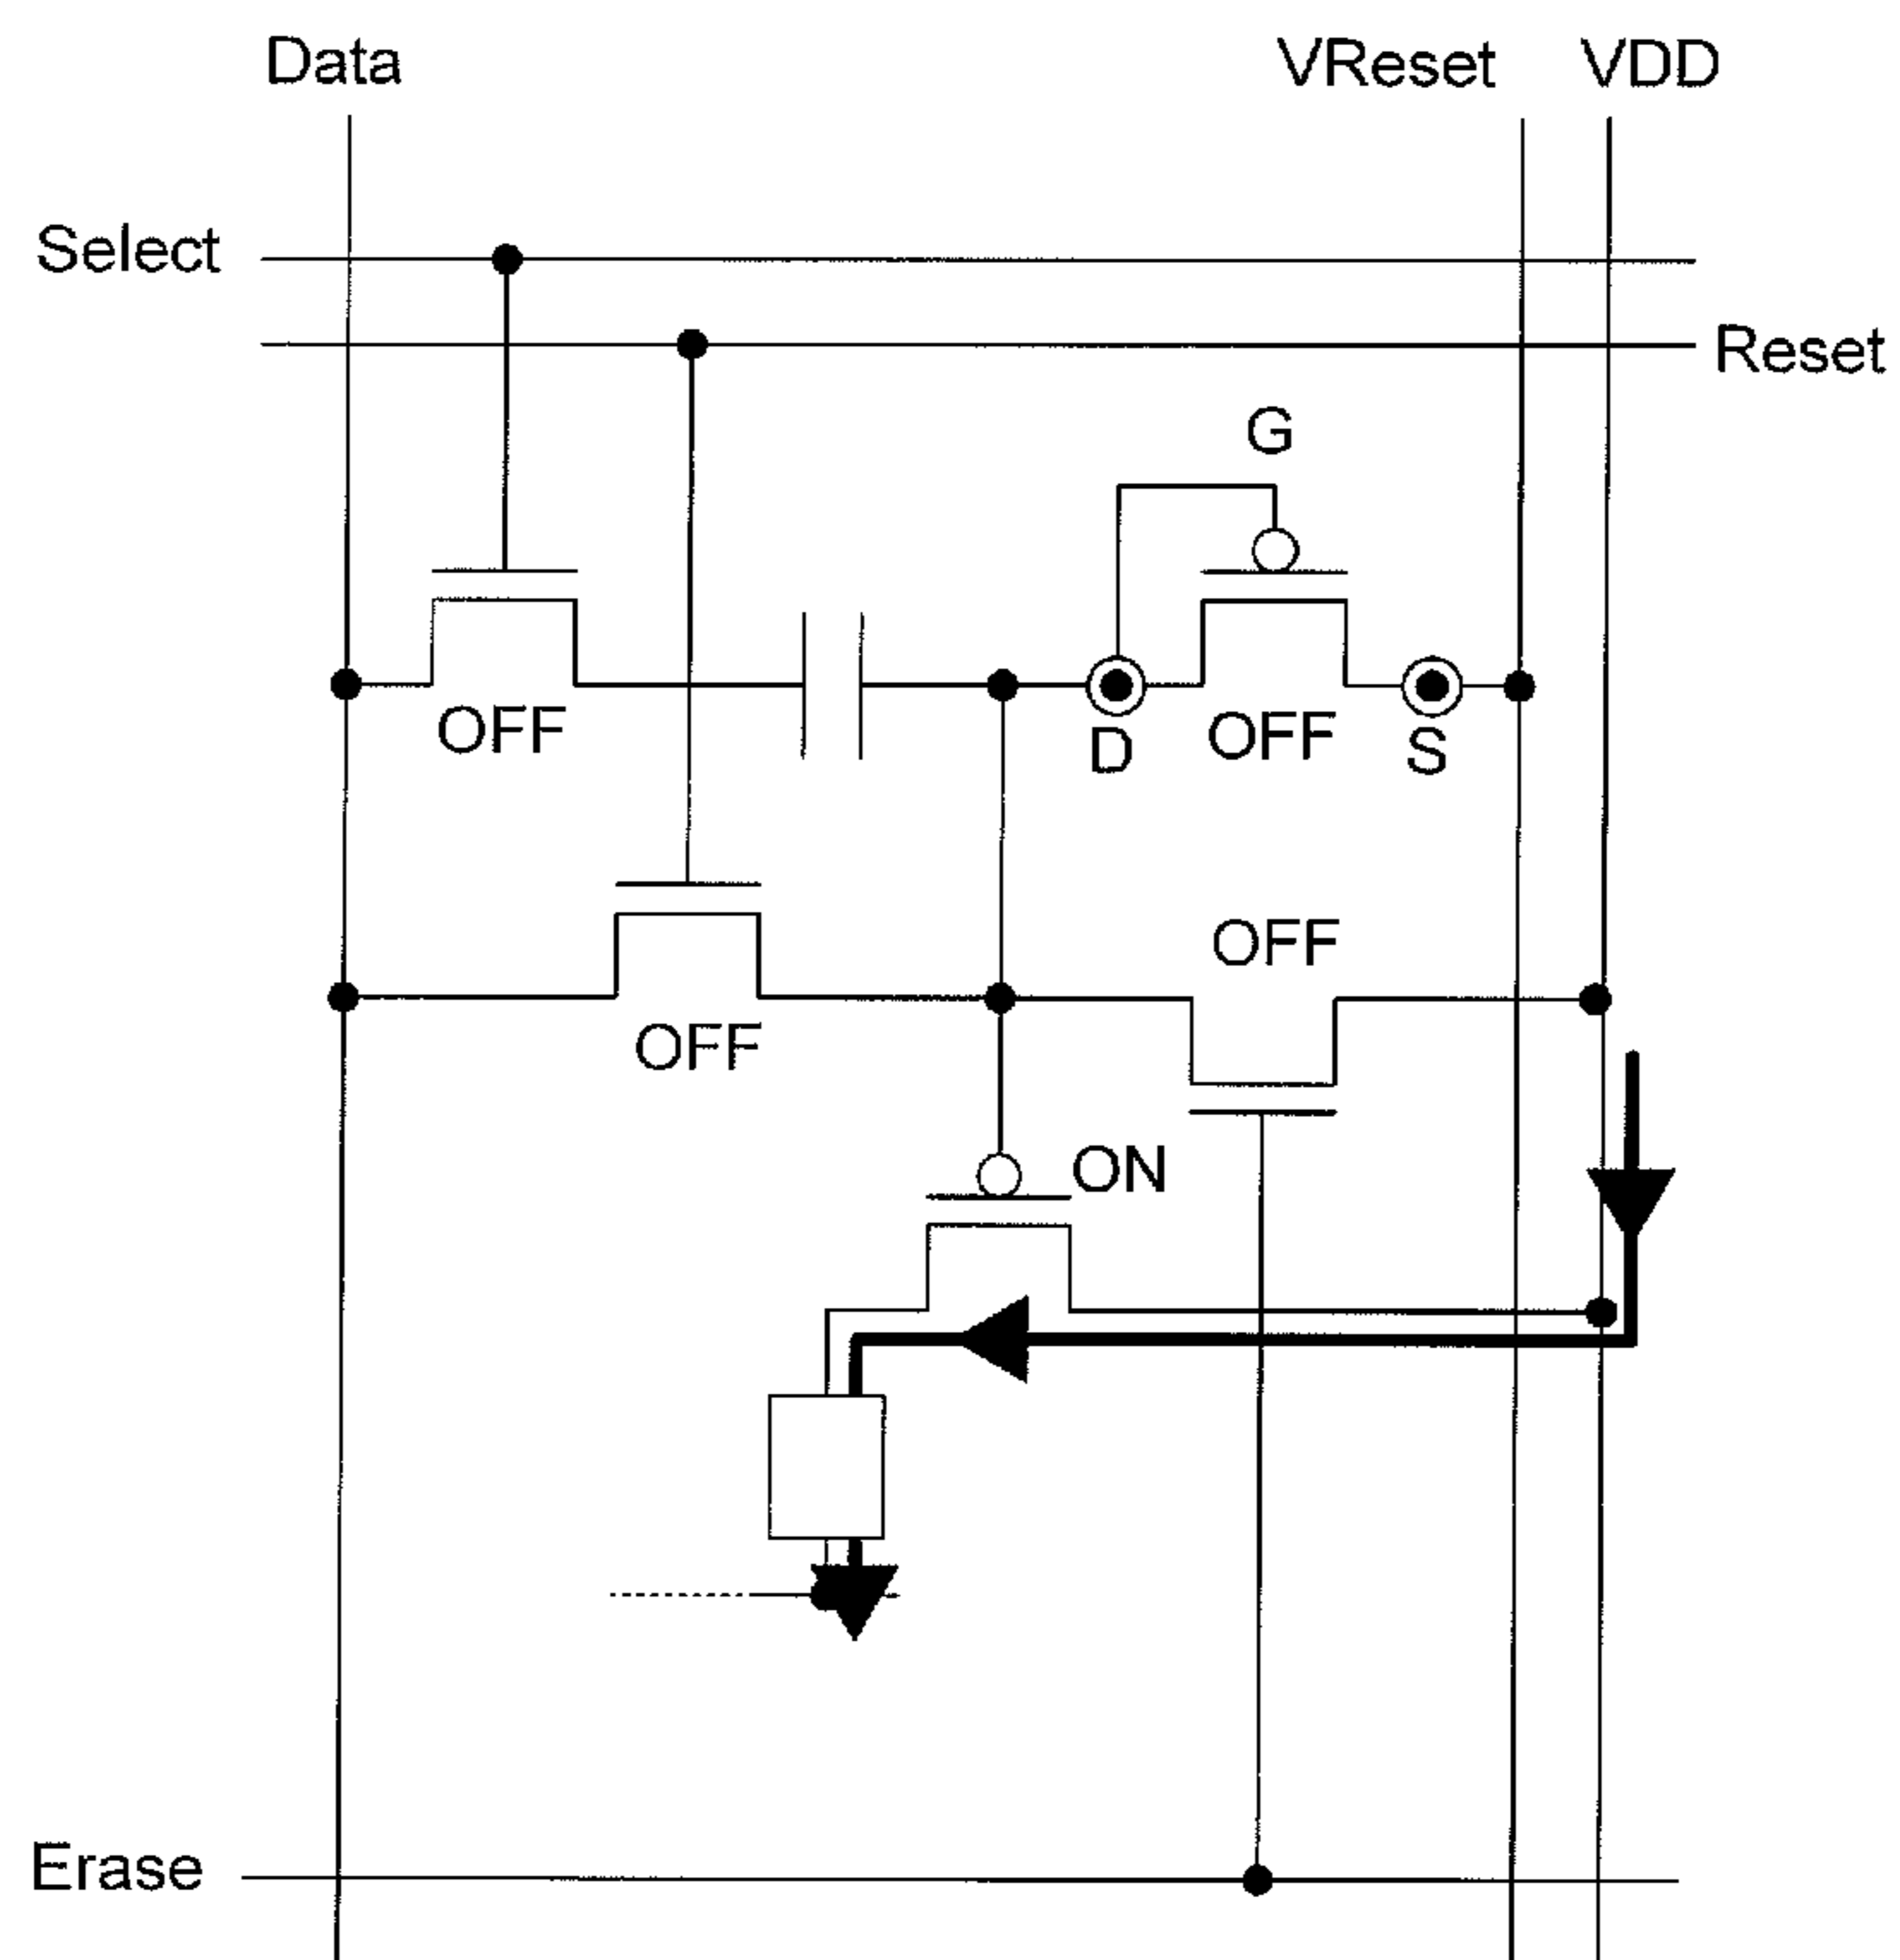 Data
VReset
VDD
Select
Reset
G
OFF
D
OFF
S
OFF
OFF
ON
Erase